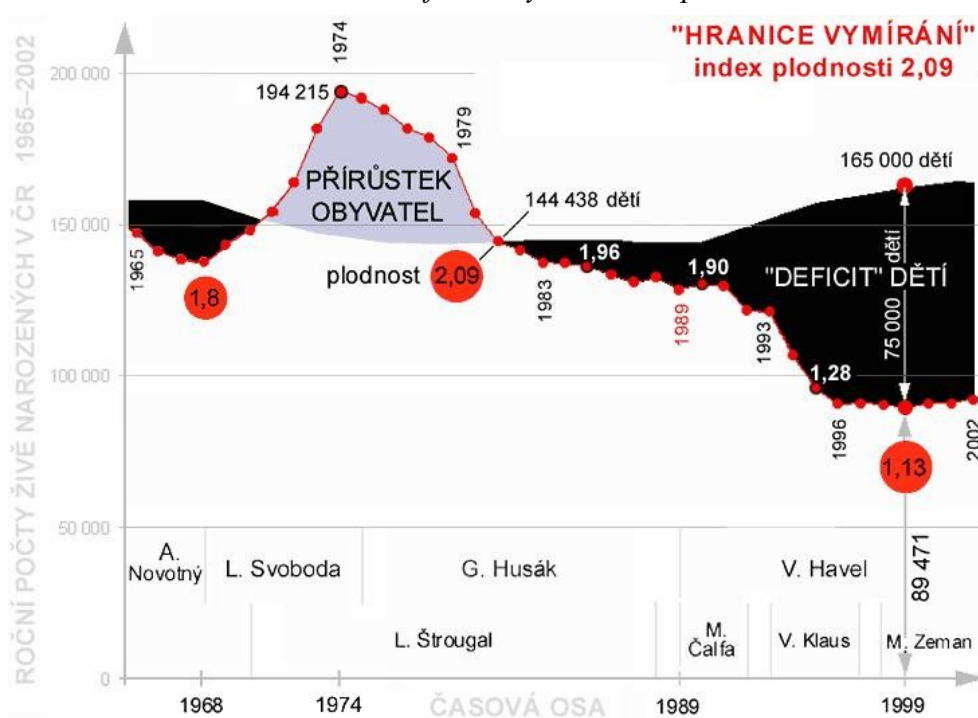 "HRANICE VYMÍRÁNÍ"
index plodnosti 2,09
ROČNÍ POČTY ŽIVĚ NAROZENÝCH V ČR 1965–2002
200 000
150 000
100 000
50 000
0
1974
194 215
1979
PŘÍRŮSTEK
OBYVATEL
144 438 dětí
165 000 dětí
1965
1,8
plodnost
2,09
1,96
1,90
"DEFICIT" DĚTÍ
75 000 dětí
1983
1989
1993
1,28
1996
2002
1,13
89 471
A.
Novotný
L. Svoboda
G. Husák
V. Havel
L. Štrougal
M.
Čalfa
V. Klaus
M. Zeman
1968
1974
ČASOVÁ OSA
1989
1999